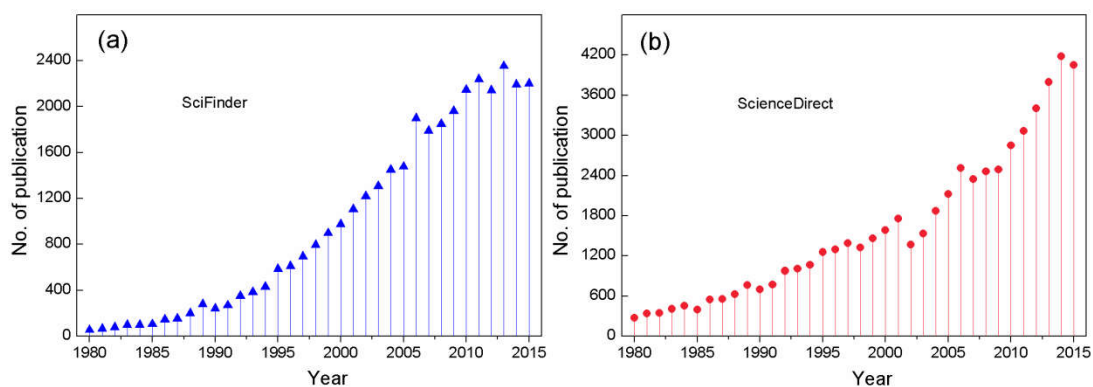 (a)
SciFinder
No. of publication
2400
2000
1600
1200
800
400
0
1980 1985 1990 1995 2000 2005 2010 2015
Year
(b)
ScienceDirect
No. of publication
4200
3600
3000
2400
1800
1200
600
0
1980 1985 1990 1995 2000 2005 2010 2015
Year